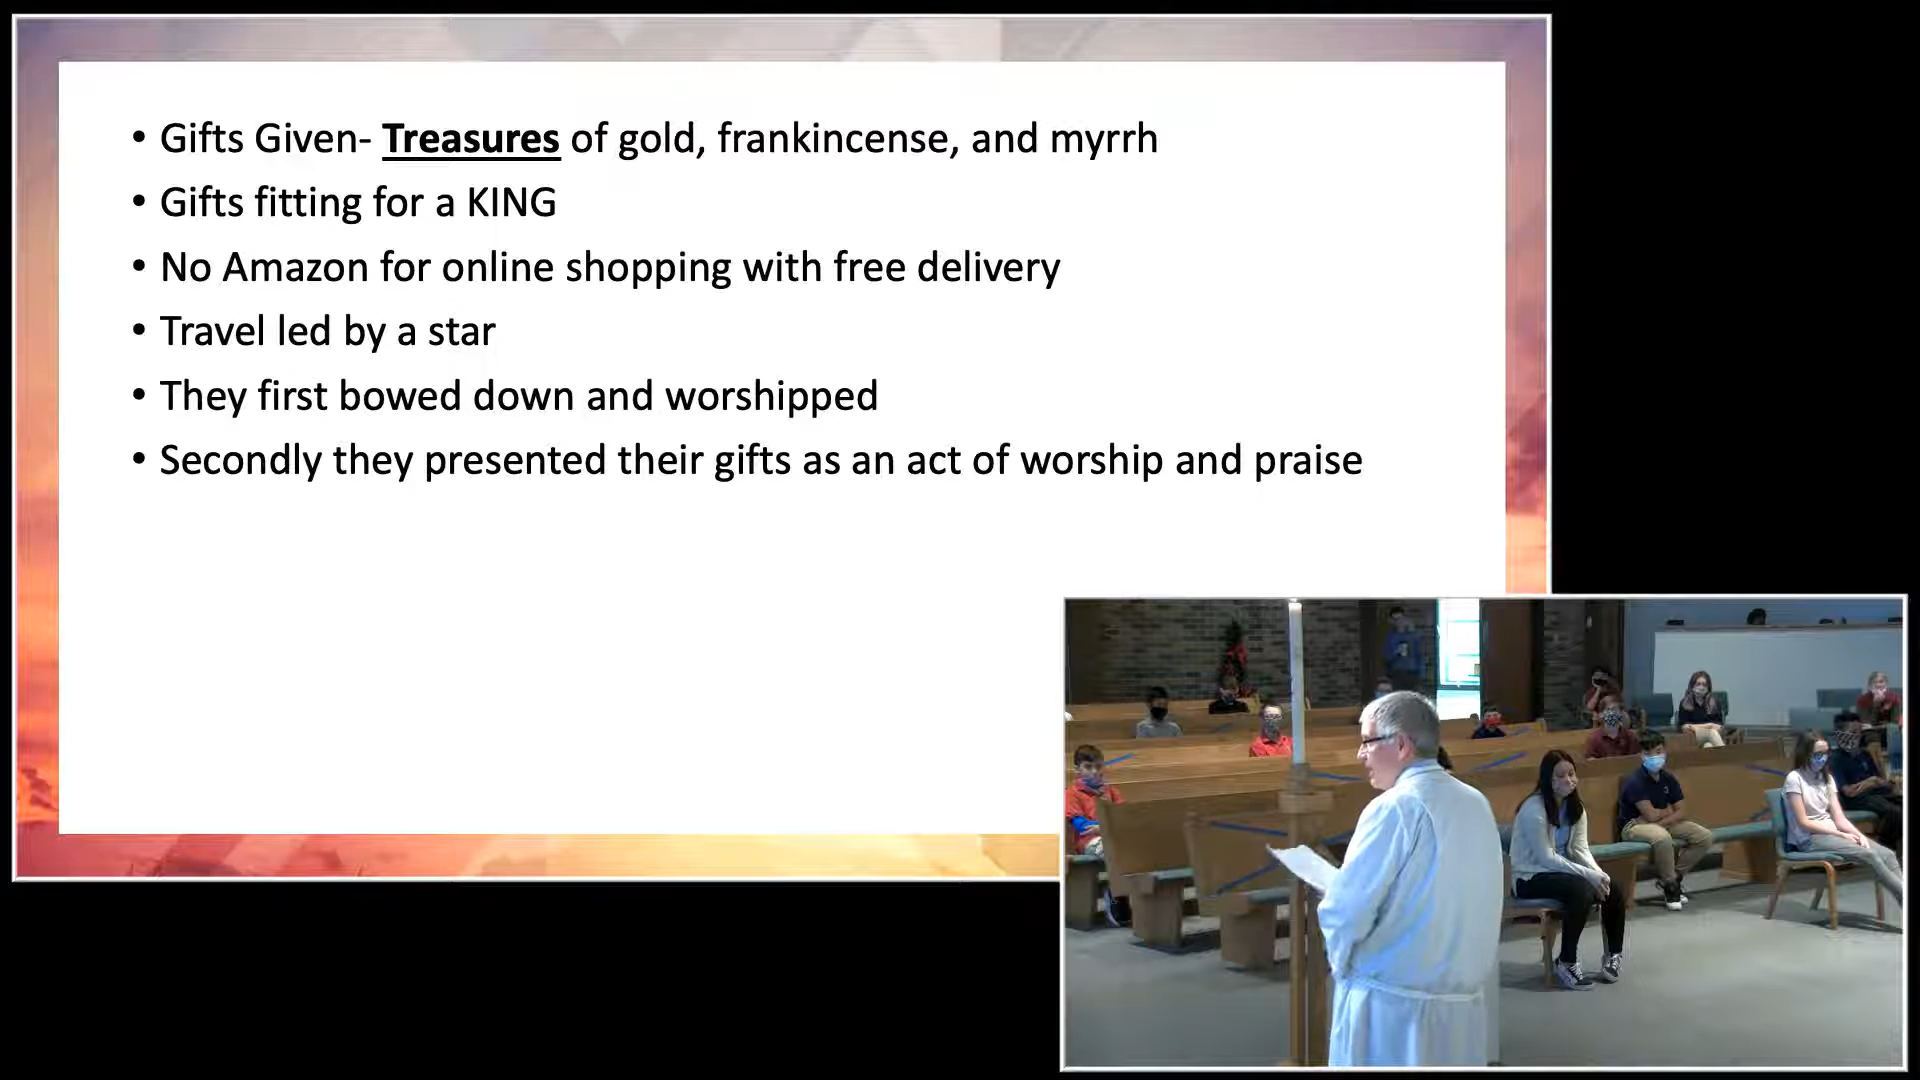 • Gifts Given- Treasures of gold, frankincense, and myrrh
• Gifts fitting for a KING
• No Amazon for online shopping with free delivery
• Travel led by a star
• They first bowed down and worshipped
• Secondly they presented their gifts as an act of worship and praise